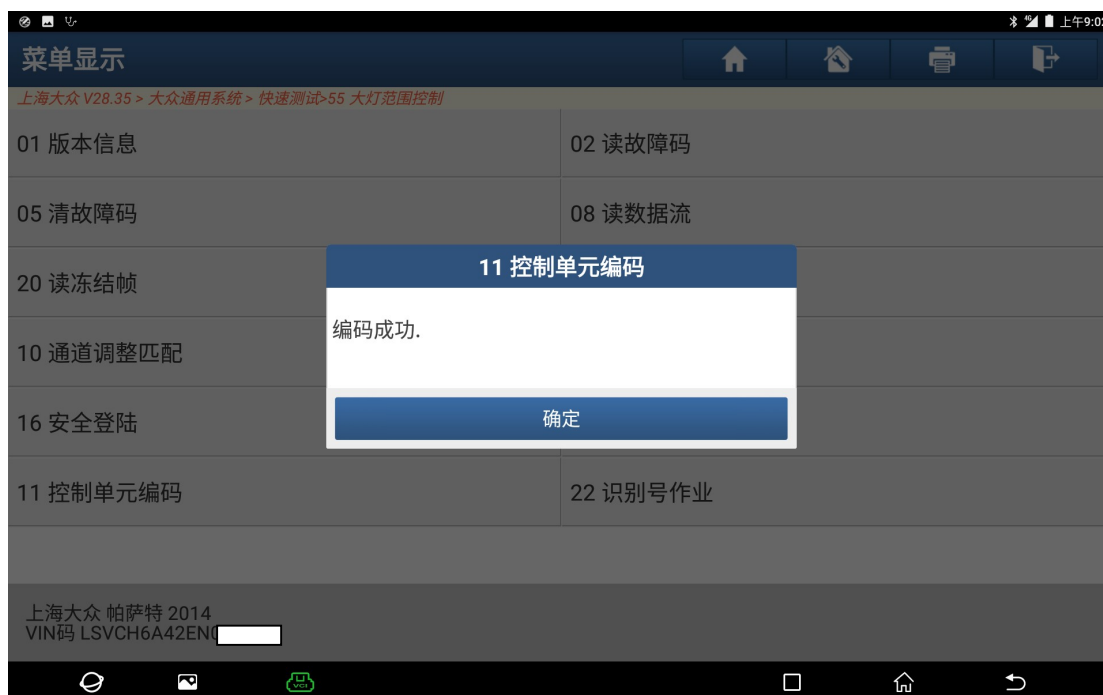 4G 上午9:02
菜单显示
上海大众 V28.35 > 大众通用系统 > 快速测试>55 大灯范围控制
01 版本信息
02 读故障码
05 清故障码
08 读数据流
20 读冻结帧
10 通道调整匹配
16 安全登陆
11 控制单元编码
22 识别号作业
11 控制单元编码
编码成功.
确定
上海大众 帕萨特 2014
VIN码 LSVCH6A42EN
VCI